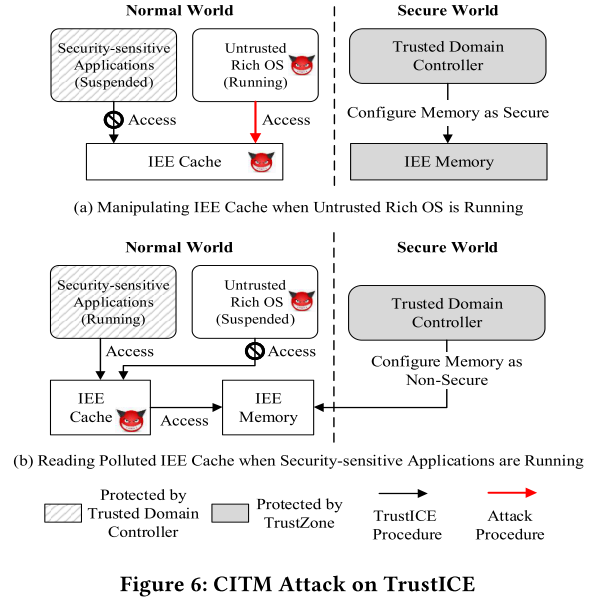 Normal World
Secure World
Security-sensitive
Applications
(Suspended)
Untrusted
Rich OS
(Running)
Trusted Domain
Controller
Access
Access
Configure Memory as Secure
IEE Cache
IEE Memory
(a) Manipulating IEE Cache when Untrusted Rich OS is Running
Normal World
Secure World
Security-sensitive
Applications
(Running)
Untrusted
Rich OS
(Suspended)
Trusted Domain
Controller
Access
Access
Configure Memory as
Non-Secure
IEE
Cache
Access
IEE
Memory
(b) Reading Polluted IEE Cache when Security-sensitive Applications are Running
Protected by
Trusted Domain
Controller
Protected by
TrustZone
TrustICE
Procedure
Attack
Procedure
Figure 6: CITM Attack on TrustICE